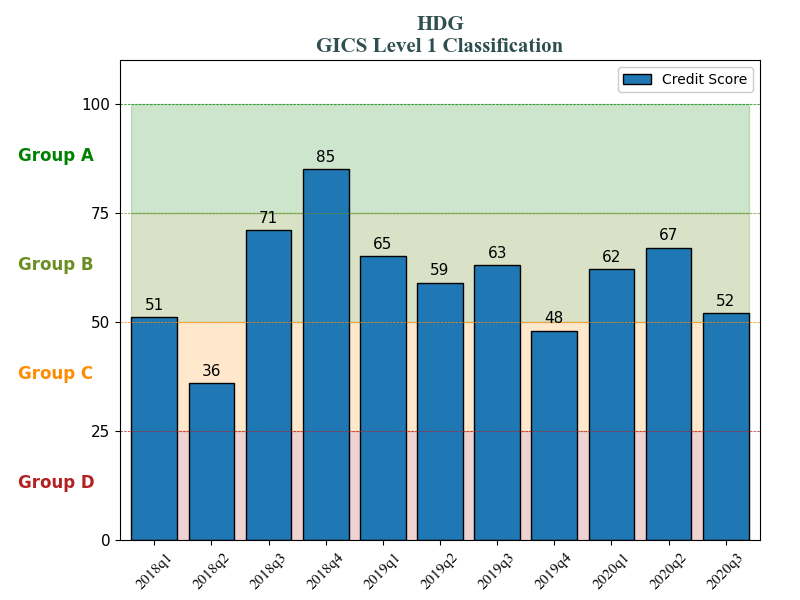 HDG
GICS Level 1 Classification
Credit Score
100
Group A
85
75
71
67
65
63
62
Group B
59
52
51
50
48
Group C
36
25
Group D
0
2018q1 2018q2 2018q3 2018q4 2019q1 2019q2 2019q3 2019q4 2020q1 2020q2 2020q3